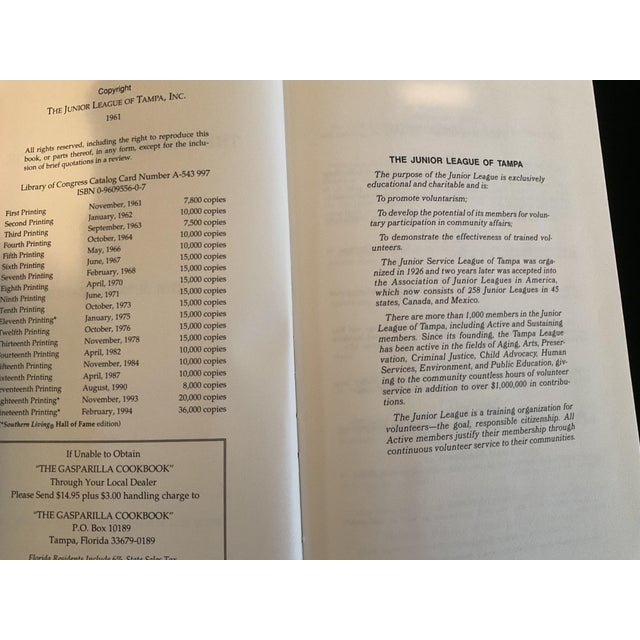 Copyright
THE JUNIOR LEAGUE OF TAMPA, INC.
1961
All rights reserved, including the right to reproduce this
book, or parts thereof, in any form, except for the inclu-
sion of brief quotations in a review.
Library of Congress Catalog Card Number A-543 997
ISBN 0-9609556-0-7
First Printing November, 1961 7,800 copies
Second Printing January, 1962 10,000 copies
Third Printing September, 1963 7,500 copies
Fourth Printing October, 1964 10,000 copies
Fifth Printing May, 1966 10,000 copies
Sixth Printing June, 1967 15,000 copies
Seventh Printing February, 1968 15,000 copies
Eighth Printing April, 1970 15,000 copies
Ninth Printing June, 1971 15,000 copies
Tenth Printing October, 1973 15,000 copies
Eleventh Printing* January, 1975 15,000 copies
Twelfth Printing October, 1976 15,000 copies
Thirteenth Printing November, 1978 15,000 copies
ourteenth Printing April, 1982 10,000 copies
ifteenth Printing November, 1984 10,000 copies
ixteenth Printing April, 1987 10,000 copies
eventeenth Printing August, 1990 8,000 copies
ighteenth Printing* November, 1993 20,000 copies
ineteenth Printing* February, 1994 36,000 copies
(*Southern Living® Hall of Fame edition)
If Unable to Obtain
"THE GASPARILLA COOKBOOK"
Through Your Local Dealer
Please Send $14.95 plus $3.00 handling charge to
"THE GASPARILLA COOKBOOK"
P.O. Box 10189
Tampa, Florida 33679-0189
Florida Residents Include 6% State Sales Tax
THE JUNIOR LEAGUE OF TAMPA
The purpose of the Junior League is exclusively
educational and charitable and is:
To promote voluntarism;
To develop the potential of its members for volun-
tary participation in community affairs;
To demonstrate the effectiveness of trained vol-
unteers.
The Junior Service League of Tampa was orga-
nized in 1926 and two years later was accepted into
the Association of Junior Leagues in America,
which now consists of 258 Junior Leagues in 45
states, Canada, and Mexico.
There are more than 1,000 members in the Junior
League of Tampa, including Active and Sustaining
members. Since its founding, the Tampa League
has been active in the fields of Aging, Arts, Preser-
vation, Criminal Justice, Child Advocacy, Human
Services, Environment, and Public Education, giv-
ing to the community countless hours of volunteer
service in addition to over $1,000,000 in contribu-
tions.
The Junior League is a training organization for
volunteers—the goal, responsible citizenship. All
Active members justify their membership through
continuous volunteer service to their communities.